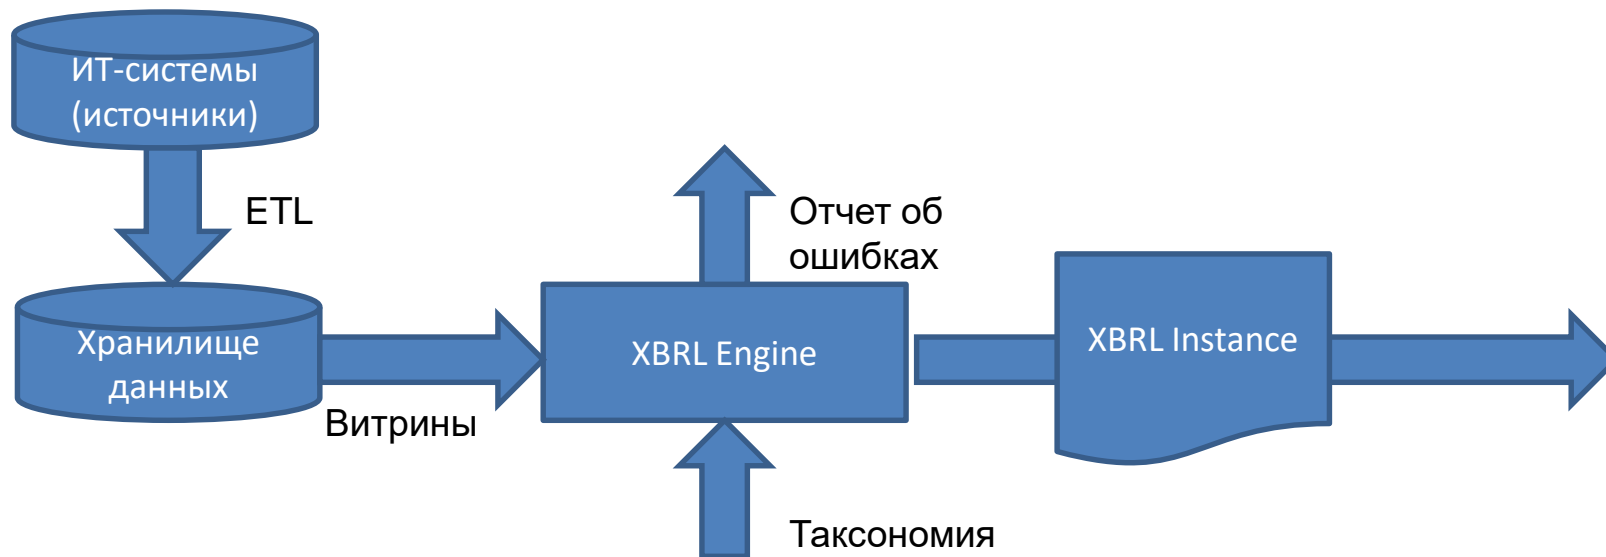 ИТ-системы
(источники)
ETL
Отчет об
ошибках
Хранилище
данных
Витрины
XBRL Engine
XBRL Instance
Таксономия